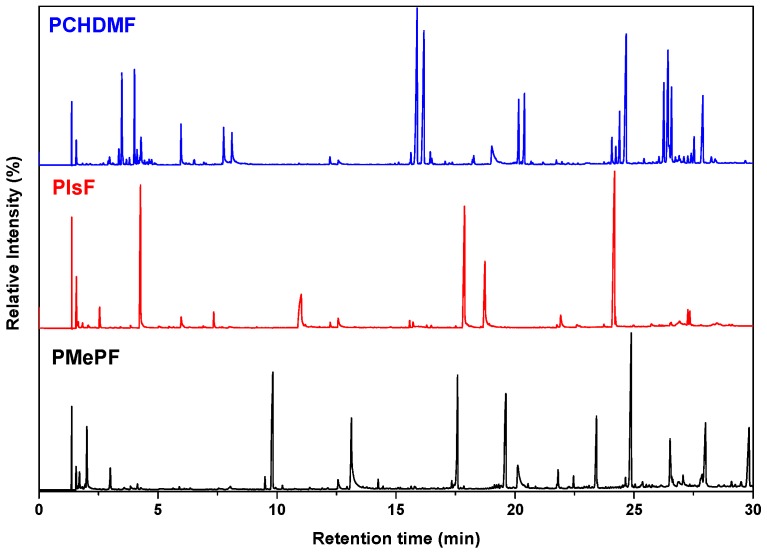 PCHDMF
PIsF
PMePF
Relative Intensity (%)
0 5 10 15 20 25 30
Retention time (min)